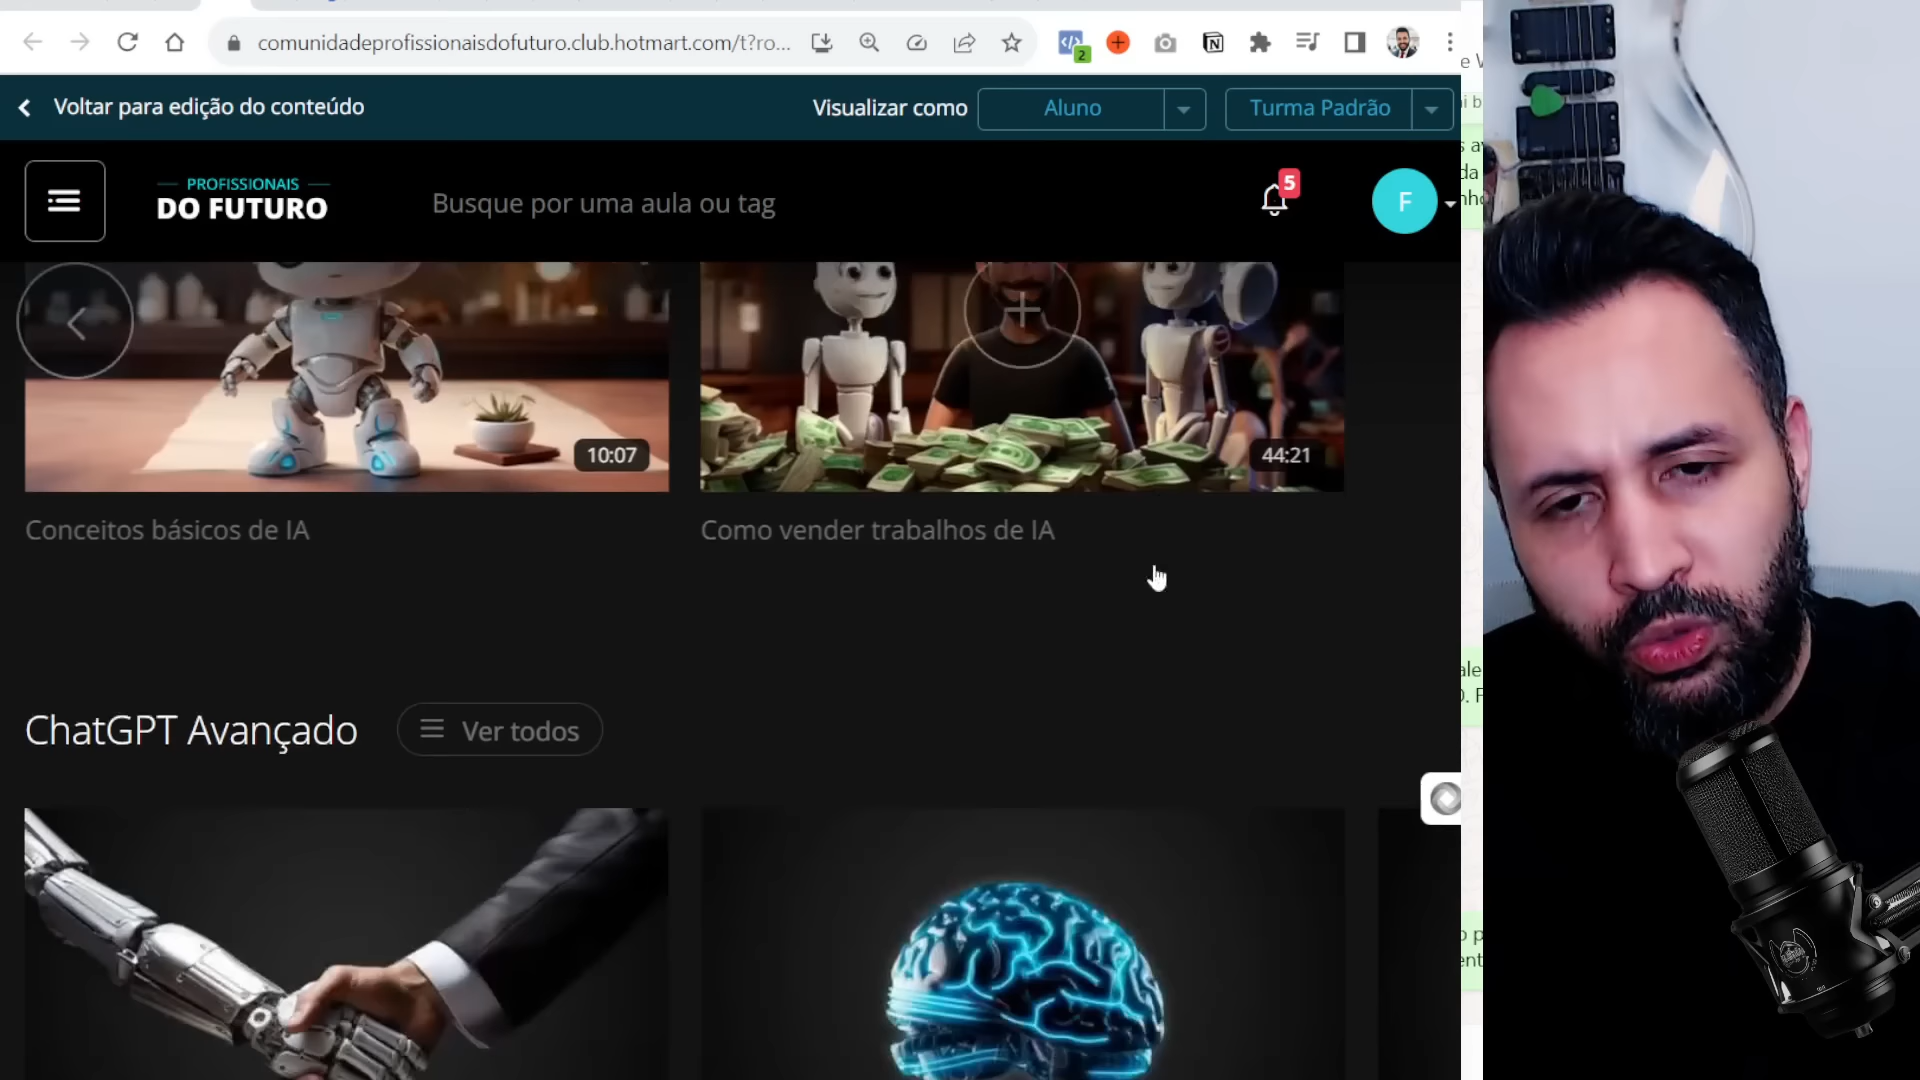 comunidadeprofissionaisdofuturo.club.hotmart.com/t?ro...
2
Voltar para edição do conteúdo
Visualizar como
Aluno
Turma Padrão
PROFISSIONAIS
DO FUTURO
Busque por uma aula ou tag
5
F
10:07
44:21
Conceitos básicos de IA
Como vender trabalhos de IA
ChatGPT Avançado
Ver todos